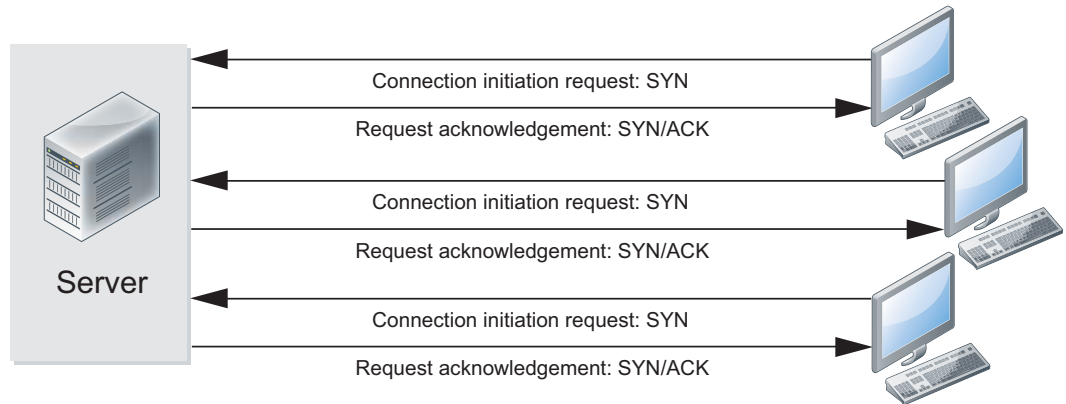 Connection initiation request: SYN
Request acknowledgement: SYN/ACK
Connection initiation request: SYN
Request acknowledgement: SYN/ACK
Server
Connection initiation request: SYN
Request acknowledgement: SYN/ACK